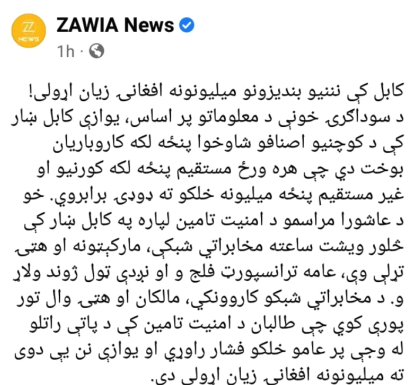 ZAWIA News
NEWS
1h
کابل کې نننیو بندیزونو میلیونونه افغانۍ زیان اړولی!
د سوداګرۍ خونې د معلوماتو پر اساس، یوازې کابل ښار
کې د کوچنیو اصنافو شاوخوا پنځه لکه کاروباریان
بوخت دي چې هره ورځ مستقیم پنځه لکه کورنیو او
غیر مستقیم پنځه میلیونه خلکو ته ډوډۍ برابروي. خو
د عاشورا مراسمو د امنیت تامین لپاره په کابل ښار کې
څلور ویشت ساعته مخابراتي شبکې، مارکېټونه او هټۍ
تړلې وې، عامه ترانسپورټ فلج و او نږدې ټول ژوند ولاړ
و. د مخابراتي شبکو کاروونکي، مالکان او هټۍ وال تور
پورې کوي چې طالبان د امنیت تامین کې د پاتې راتلو
له وجې پر عامو خلکو فشار راوړي او یوازې نن یې دوی
ته میلیونونه افغانۍ زیان اړولی دی.